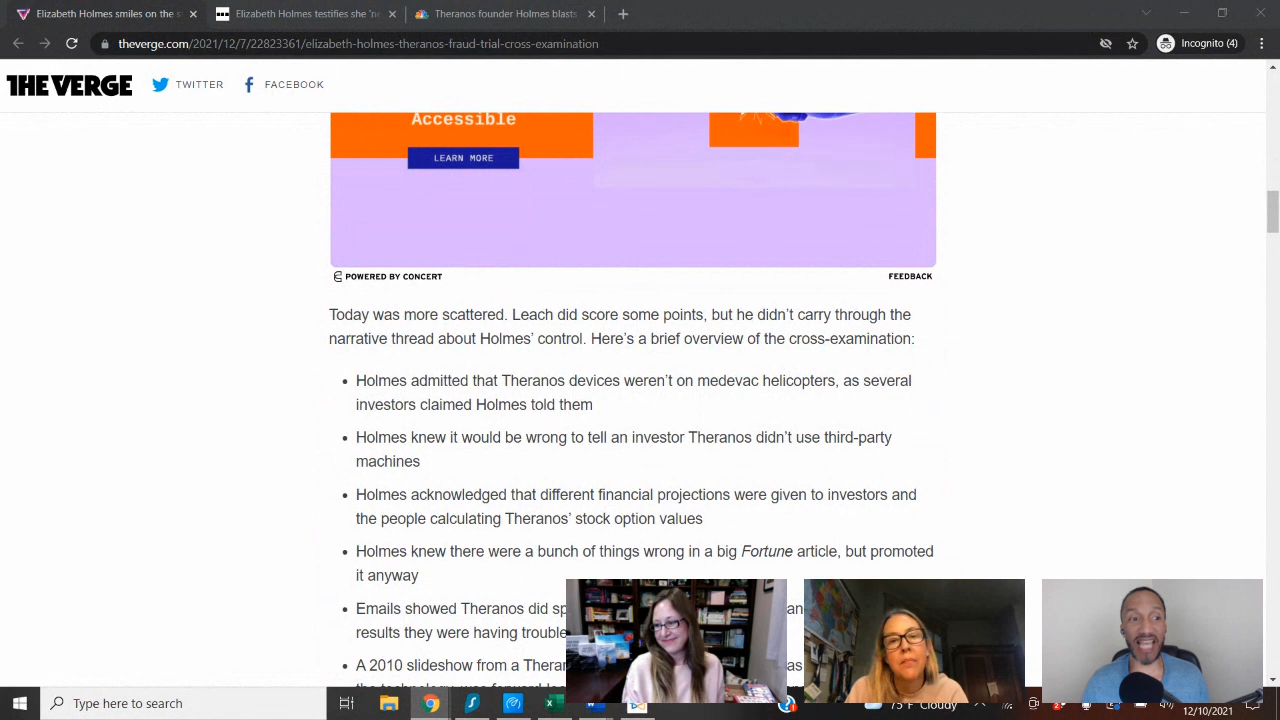 Elizabeth Holmes smiles on the s
Elizabeth Holmes testifies she 'ne
Theranos founder Holmes blasts
theverge.com/2021/12/7/22823361/elizabeth-holmes-theranos-fraud-trial-cross-examination
Incognito (4)
THE VERGE
TWITTER
FACEBOOK
Accessible
LEARN MORE
POWERED BY CONCERT
FEEDBACK
Today was more scattered. Leach did score some points, but he didn't carry through the
narrative thread about Holmes' control. Here's a brief overview of the cross-examination:
• Holmes admitted that Theranos devices weren't on medevac helicopters, as several
investors claimed Holmes told them
• Holmes knew it would be wrong to tell an investor Theranos didn't use third-party
machines
• Holmes acknowledged that different financial projections were given to investors and
the people calculating Theranos' stock option values
• Holmes knew there were a bunch of things wrong in a big Fortune article, but promoted
it anyway
• Emails showed Theranos did sp
results they were having trouble
• A 2010 slideshow from a Theran
Type here to search
75°F Cloudy
12/10/2021